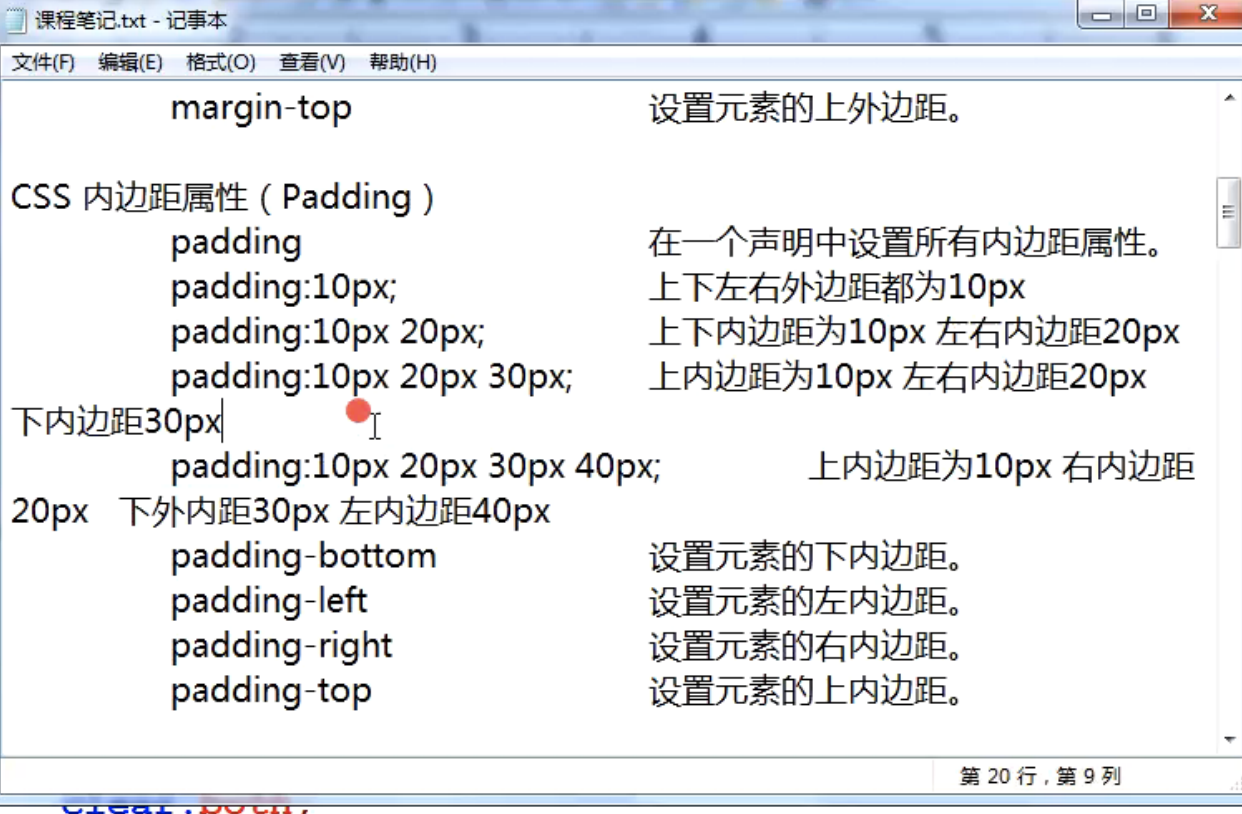 课程笔记.txt - 记事本
文件(F) 编辑(E) 格式(O) 查看(V) 帮助(H)
margin-top 设置元素的上外边距。
CSS 内边距属性（Padding）
padding 在一个声明中设置所有内边距属性。
padding:10px; 上下左右外边距都为10px
padding:10px 20px; 上下内边距为10px 左右内边距20px
padding:10px 20px 30px; 上内边距为10px 左右内边距20px
下内边距30px
padding:10px 20px 30px 40px; 上内边距为10px 右内边距
20px 下外内距30px 左内边距40px
padding-bottom 设置元素的下内边距。
padding-left 设置元素的左内边距。
padding-right 设置元素的右内边距。
padding-top 设置元素的上内边距。
第 20 行，第 9 列
clear:both;